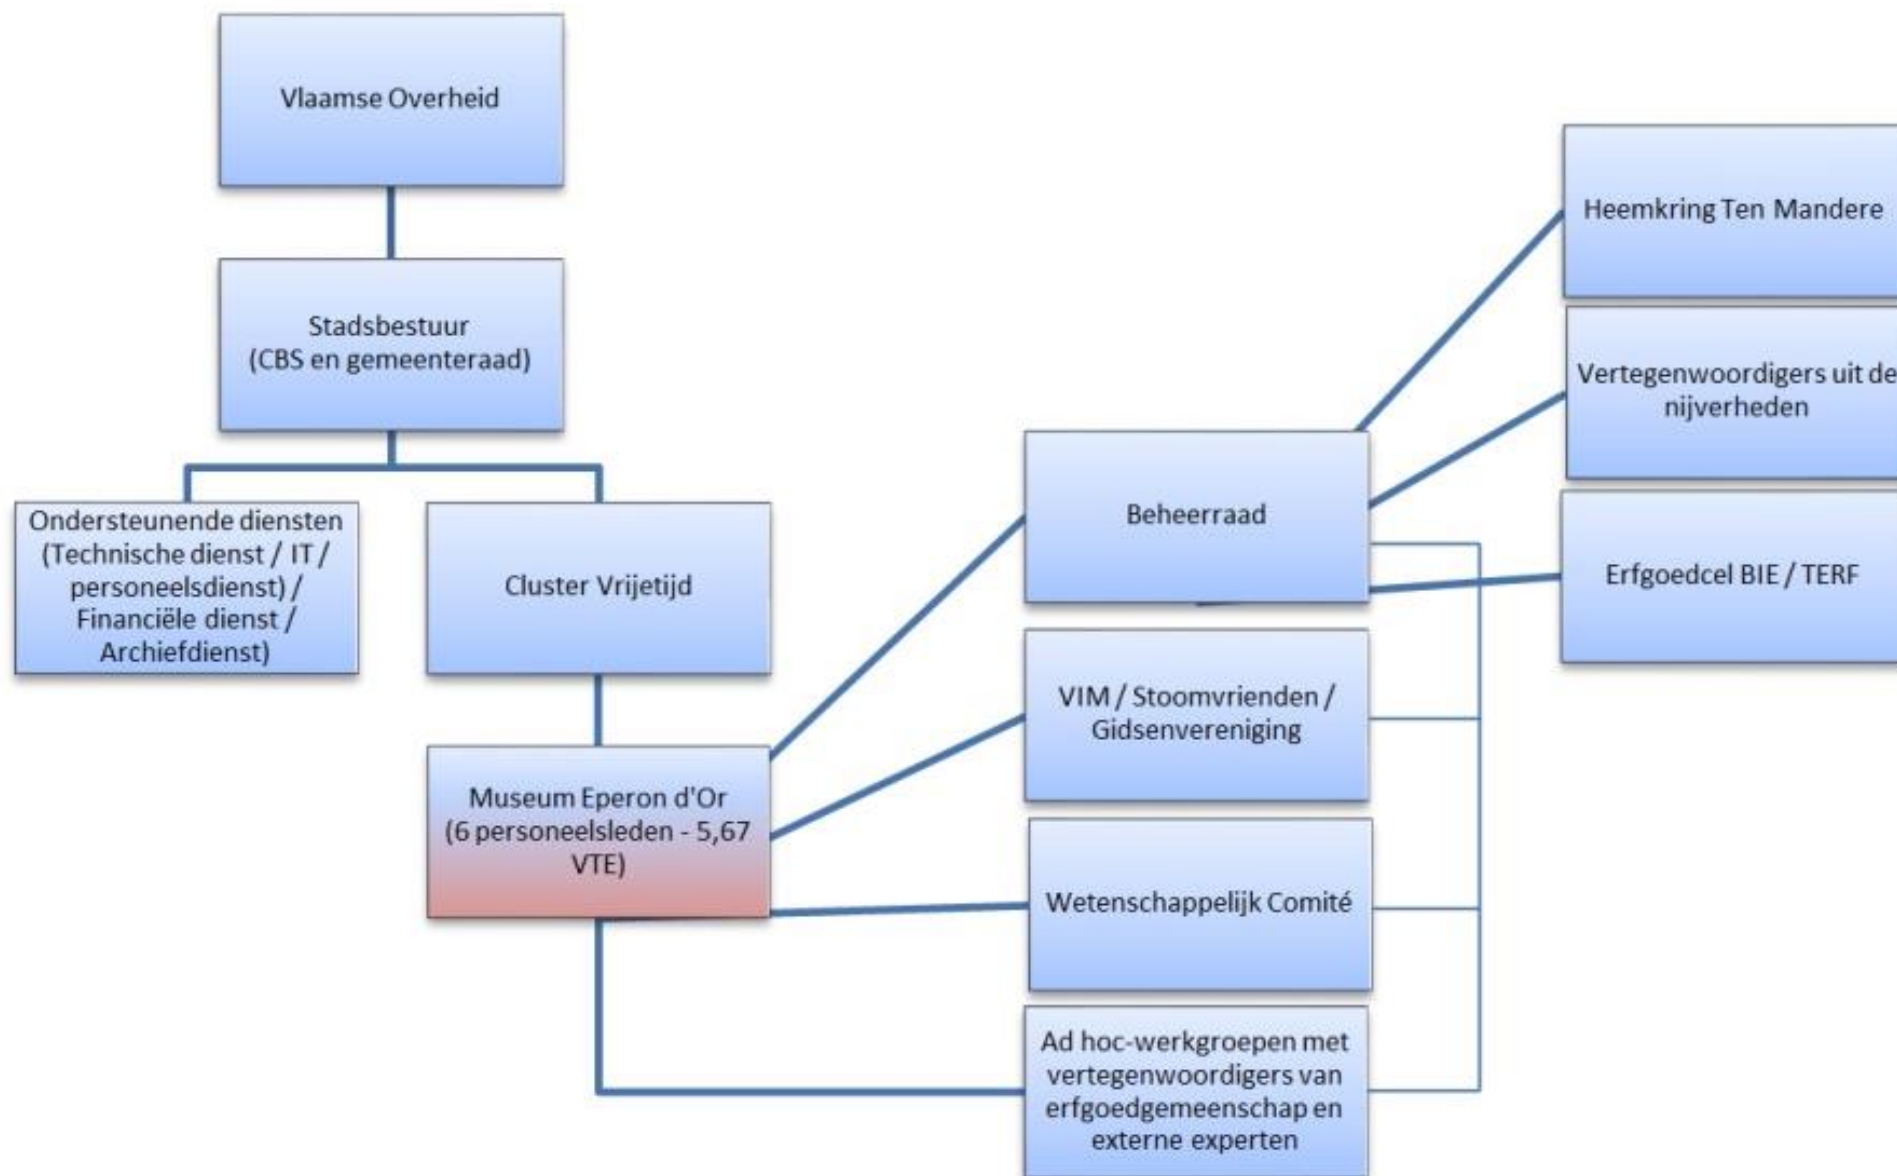 Vlaamse Overheid
Stadsbestuur
(CBS en gemeenteraad)
Ondersteunende diensten
(Technische dienst / IT /
personeelsdienst) /
Financiële dienst /
Archiefdienst)
Cluster Vrijetijd
Museum Eperon d'Or
(6 personeelsleden - 5,67
VTE)
Beheerraad
VIM / Stoomvrienden /
Gidsenvereniging
Wetenschappelijk Comité
Ad hoc-werkgroepen met
vertegenwoordigers van
erfgoedgemeenschap en
externe experten
Heemkring Ten Mandere
Vertegenwoordigers uit de
nijverheden
Erfgoedcel BIE / TERF